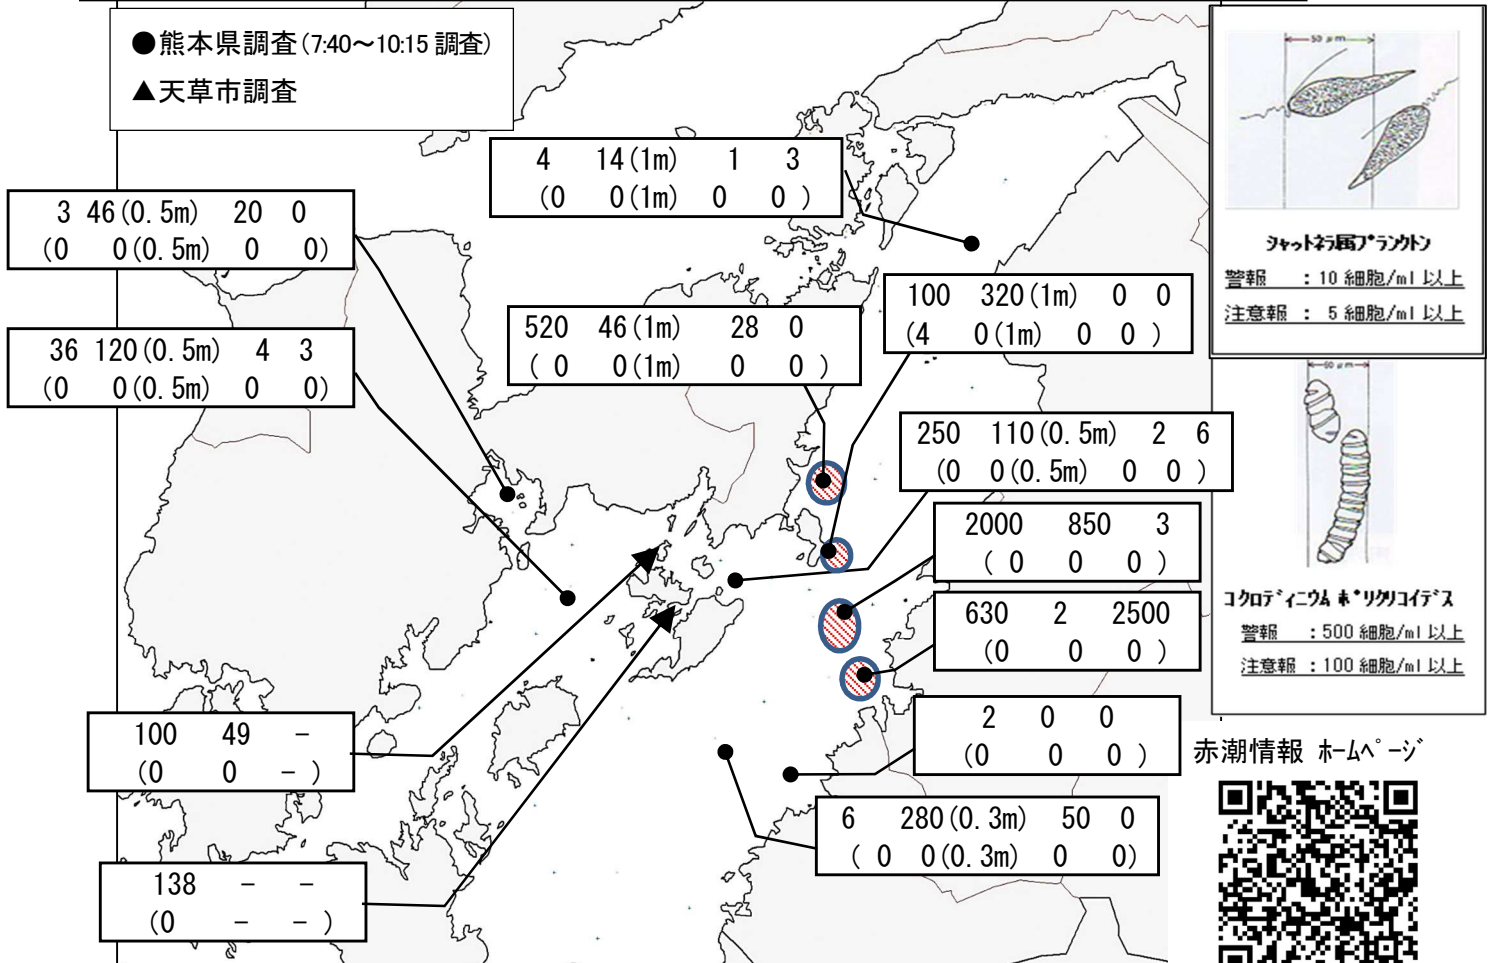 ●熊本県調査(7:40～10:15 調査)
▲天草市調査
4 14(1m) 1 3
(0 0(1m) 0 0 )
3 46(0.5m) 20 0
(0 0(0.5m) 0 0)
36 120(0.5m) 4 3
(0 0(0.5m) 0 0)
520 46(1m) 28 0
( 0 0(1m) 0 0 )
100 320(1m) 0 0
(4 0(1m) 0 0 )
250 110(0.5m) 2 6
(0 0(0.5m) 0 0 )
2000 850 3
( 0 0 0 )
630 2 2500
(0 0 0 )
2 0 0
(0 0 0 )
6 280(0.3m) 50 0
( 0 0(0.3m) 0 0)
100 49 -
(0 0 - )
138 - -
(0 - - )
50 μm
シャットネラ属プランクトン
警報 : 10 細胞/ml 以上
注意報 : 5 細胞/ml 以上
コクロディニウム ポリクリコイデス
警報 : 500 細胞/ml 以上
注意報 : 100 細胞/ml 以上
赤潮情報 ホームページ